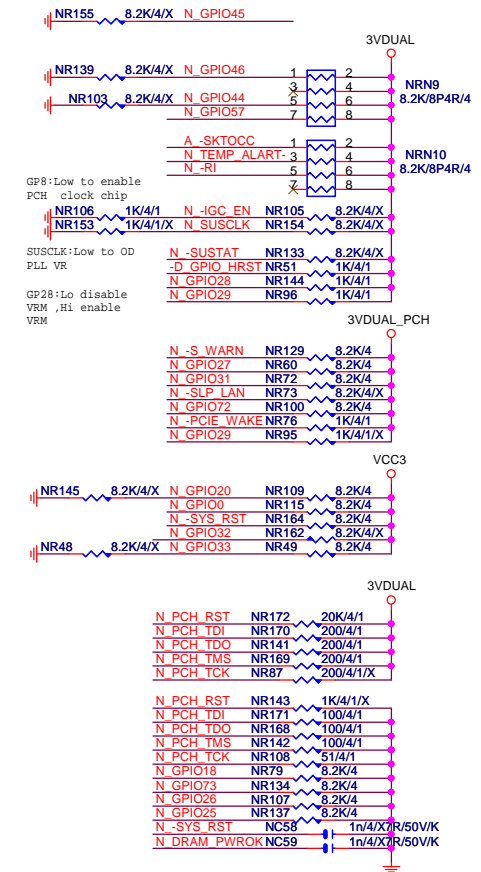 NR155 8.2K/4/X N_GPIO45
3VDUAL
NR139 8.2K/4/X N_GPIO46 1 2
3 4 NRN9
NR103 8.2K/4/X N_GPIO44 5 6 8.2K/8P4R/4
N_GPIO57 7 8
A_-SKTOCC 1 2
N_TEMP_ALART- 3 4 NRN10
N_-RI 5 6 8.2K/8P4R/4
7 8
GP8:Low to enable
PCH clock chip
NR106 1K/4/1 N_-IGC_EN NR105 8.2K/4/X
NR153 1K/4/1/X N_SUSCLK NR154 8.2K/4/X
SUSCLK:Low to OD
PLL VR
N_-SUSTAT NR133 8.2K/4/X
-D_GPIO_HRST NR51 1K/4/1
GP28:Lo disable
VRM ,Hi enable
VRM
N_GPIO28 NR144 1K/4/1
N_GPIO29 NR96 1K/4/1
3VDUAL_PCH
N_-S_WARN NR129 8.2K/4
N_GPIO27 NR60 8.2K/4
N_GPIO31 NR72 8.2K/4
N_-SLP_LAN NR73 8.2K/4/X
N_GPIO72 NR100 8.2K/4
N_-PCIE_WAKE NR76 1K/4/1
N_GPIO29 NR95 1K/4/1/X
VCC3
NR145 8.2K/4/X N_GPIO20 NR109 8.2K/4
N_GPIO0 NR115 8.2K/4
N_-SYS_RST NR164 8.2K/4
N_GPIO32 NR162 8.2K/4/X
NR48 8.2K/4/X N_GPIO33 NR49 8.2K/4
3VDUAL
N_PCH_RST NR172 20K/4/1
N_PCH_TDI NR170 200/4/1
N_PCH_TDO NR141 200/4/1
N_PCH_TMS NR169 200/4/1
N_PCH_TCK NR87 200/4/1/X
N_PCH_RST NR143 1K/4/1/X
N_PCH_TDI NR171 100/4/1
N_PCH_TDO NR168 100/4/1
N_PCH_TMS NR142 100/4/1
N_PCH_TCK NR108 51/4/1
N_GPIO18 NR79 8.2K/4
N_GPIO73 NR134 8.2K/4
N_GPIO26 NR107 8.2K/4
N_GPIO25 NR137 8.2K/4
N_-SYS_RST NC58 1n/4/X7R/50V/K
N_DRAM_PWROK NC59 1n/4/X7R/50V/K